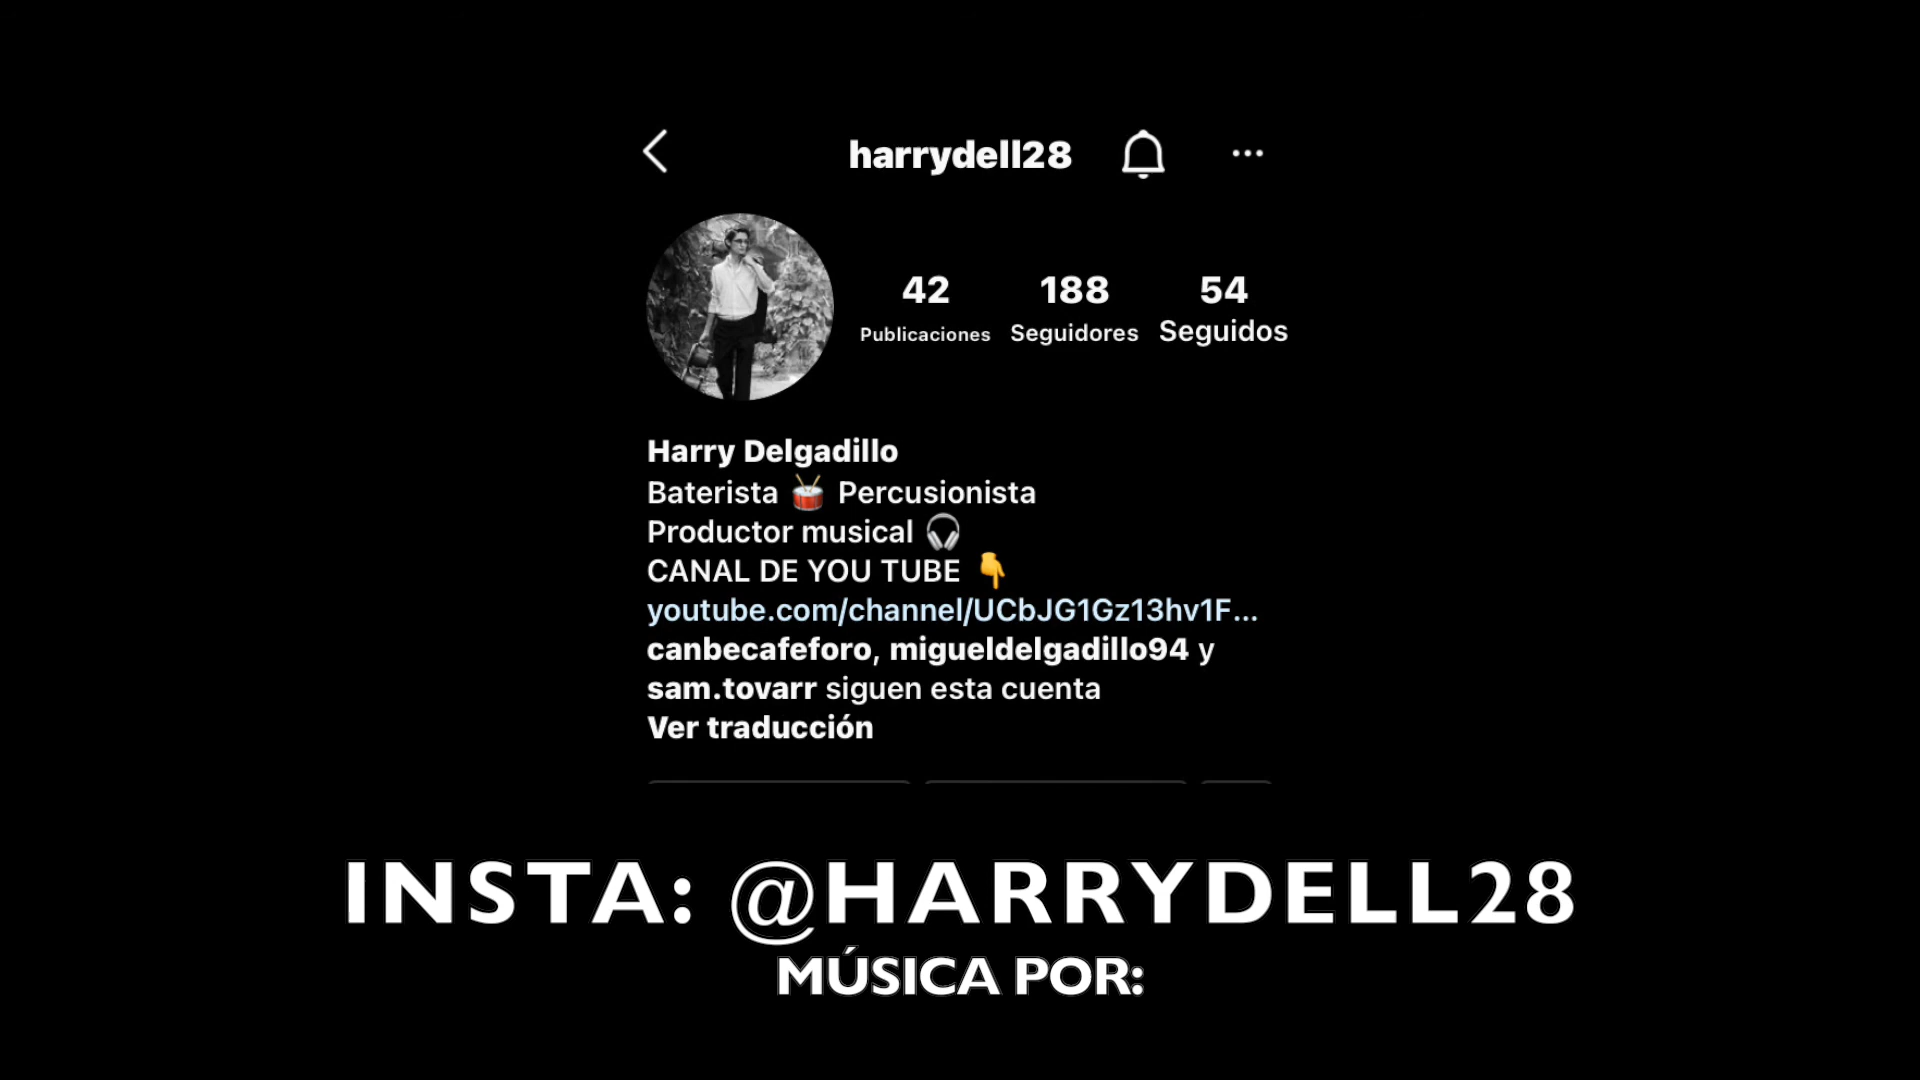 harrydell28
42 188 54
Publicaciones Seguidores Seguidos
Harry Delgadillo
Baterista 🥁 Percusionista
Productor musical 🎧
CANAL DE YOU TUBE 👇
youtube.com/channel/UCbJG1Gz13hv1F...
canbecafeforo, migueldelgadillo94 y
sam.tovarr siguen esta cuenta
Ver traducción
INSTA: @HARRYDELL28
MÚSICA POR: